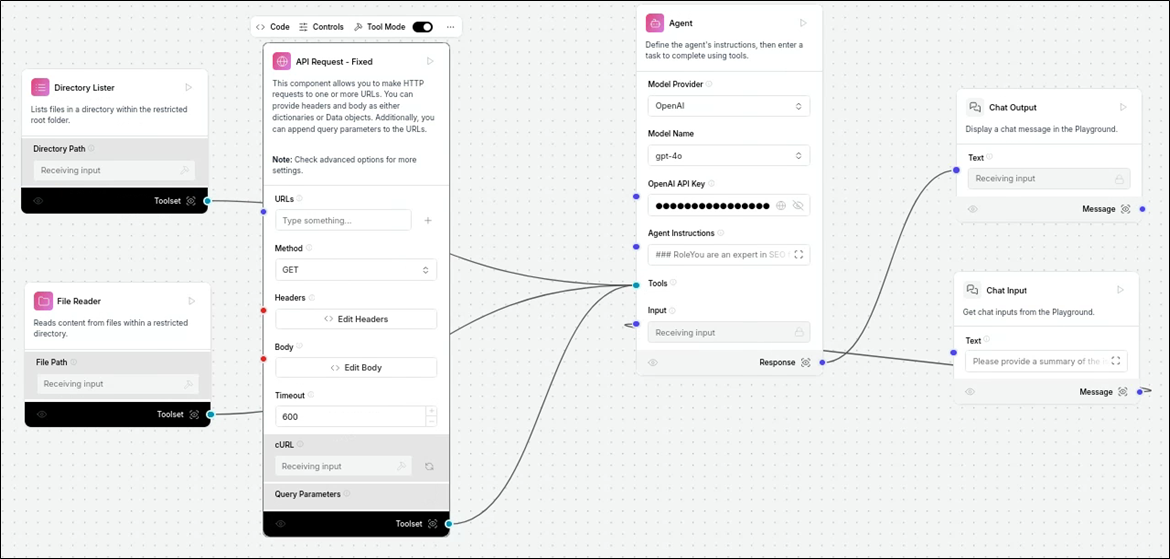 Code
Controls
Tool Mode
Directory Lister
Lists files in a directory within the restricted
root folder.
Directory Path
Receiving input
Toolset
File Reader
Reads content from files within a restricted
directory.
File Path
Receiving input
Toolset
API Request - Fixed
This component allows you to make HTTP
requests to one or more URLs. You can
provide headers and body as either
dictionaries or Data objects. Additionally, you
can append query parameters to the URLs.
Note: Check advanced options for more
settings.
URLs
Type something...
Method
GET
Headers
Edit Headers
Body
Edit Body
Timeout
600
cURL
Receiving input
Query Parameters
Toolset
Agent
Define the agent's instructions, then enter a
task to complete using tools.
Model Provider
OpenAI
Model Name
gpt-4o
OpenAI API Key
Agent Instructions
### RoleYou are an expert in SEO
Tools
Input
Receiving input
Response
Chat Output
Display a chat message in the Playground.
Text
Receiving input
Message
Chat Input
Get chat inputs from the Playground.
Text
Please provide a summary of the
Message